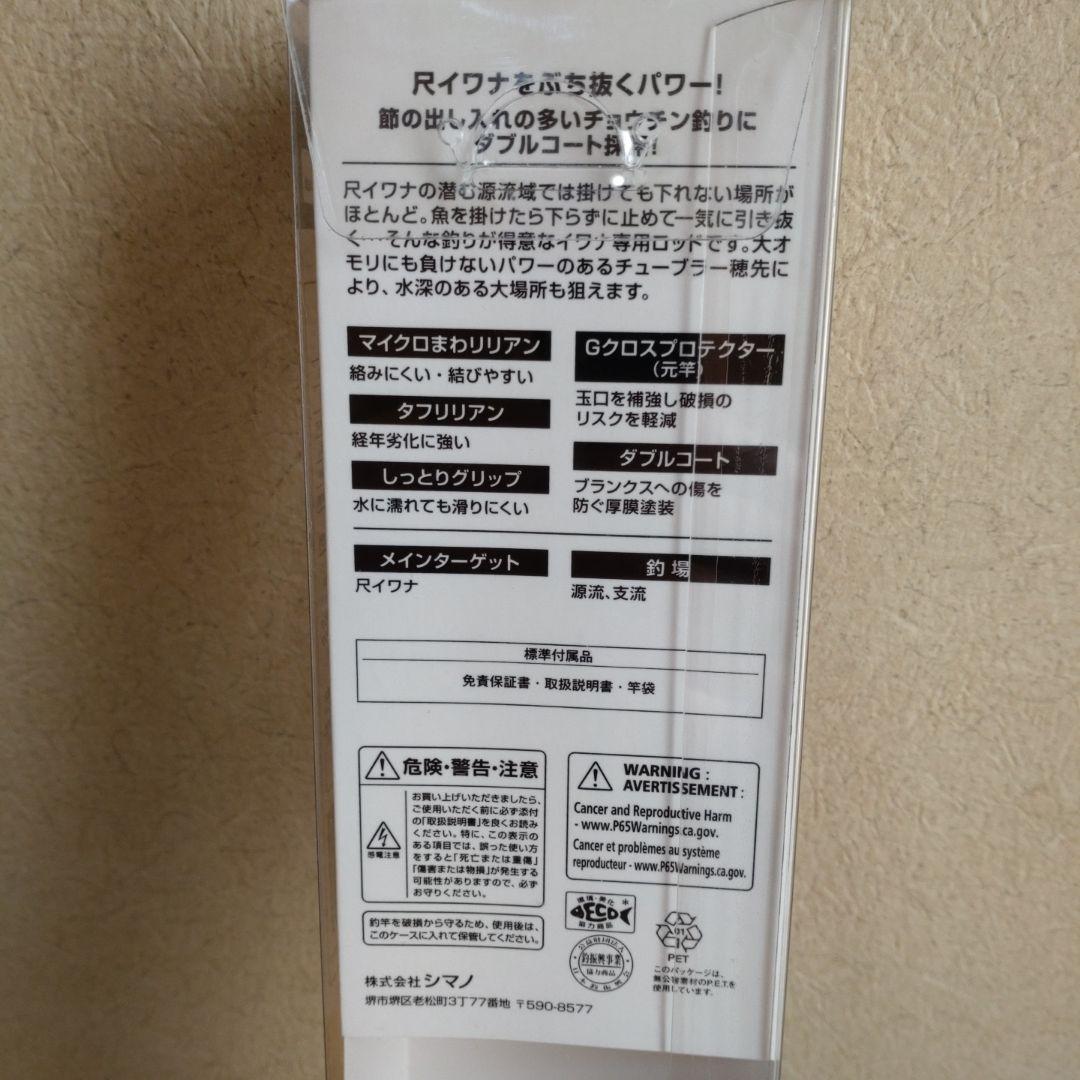 尺イワナをぶち抜くパワー!
節の出し入れの多いチョウチン釣りに
ダブルコート採用!
尺イワナの潜む源流域では掛けても下れない場所が
ほとんど。魚を掛けたら下らずに止めて一気に引き抜
く…そんな釣りが得意なイワナ専用ロッドです。大オ
モリにも負けないパワーのあるチューブラー穂先に
より、水深のある大場所も狙えます。
マイクロまわリリアン
絡みにくい・結びやすい
タフリリアン
経年劣化に強い
しっとりグリップ
水に濡れても滑りにくい
Gクロスプロテクター
(元竿)
玉口を補強し破損の
リスクを軽減
ダブルコート
ブランクスへの傷を
防ぐ厚膜塗装
メインターゲット
尺イワナ
釣場
源流、支流
標準付属品
免責保証書・取扱説明書・竿袋
危険・警告・注意
感電注意
お買い上げいただきましたら、
ご使用いただく前に必ず添付
の「取扱説明書」を良くお読み
ください。特に、この表示の
ある項目では、誤った使い方
をすると「死亡または重傷」
「傷害または物損」が発生する
可能性がありますので、必ず
お守りください。
釣竿を破損から守るため、使用後は、
このケースに入れて保管してください。
WARNING :
AVERTISSEMENT :
Cancer and Reproductive Harm
- www.P65Warnings.ca.gov.
Cancer et problèmes au système
reproducteur - www.P65Warnings.ca.gov.
環境・美化
ECO
協力商品
公益財団法人
釣振興事業
協力商品
01
PET
このパッケージは、
無公害素材のP.E.T.を
使用しています。
株式会社シマノ
堺市堺区老松町3丁77番地 〒590-8577